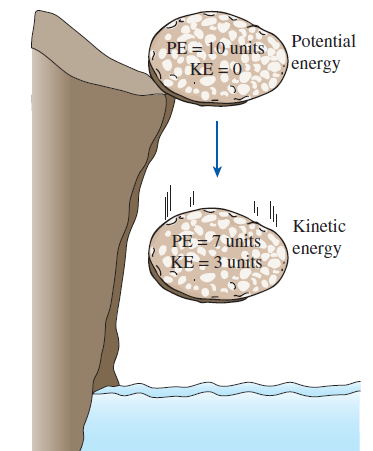 PE = 10 units
KE = 0
Potential
energy
PE = 7 units
KE = 3 units
Kinetic
energy